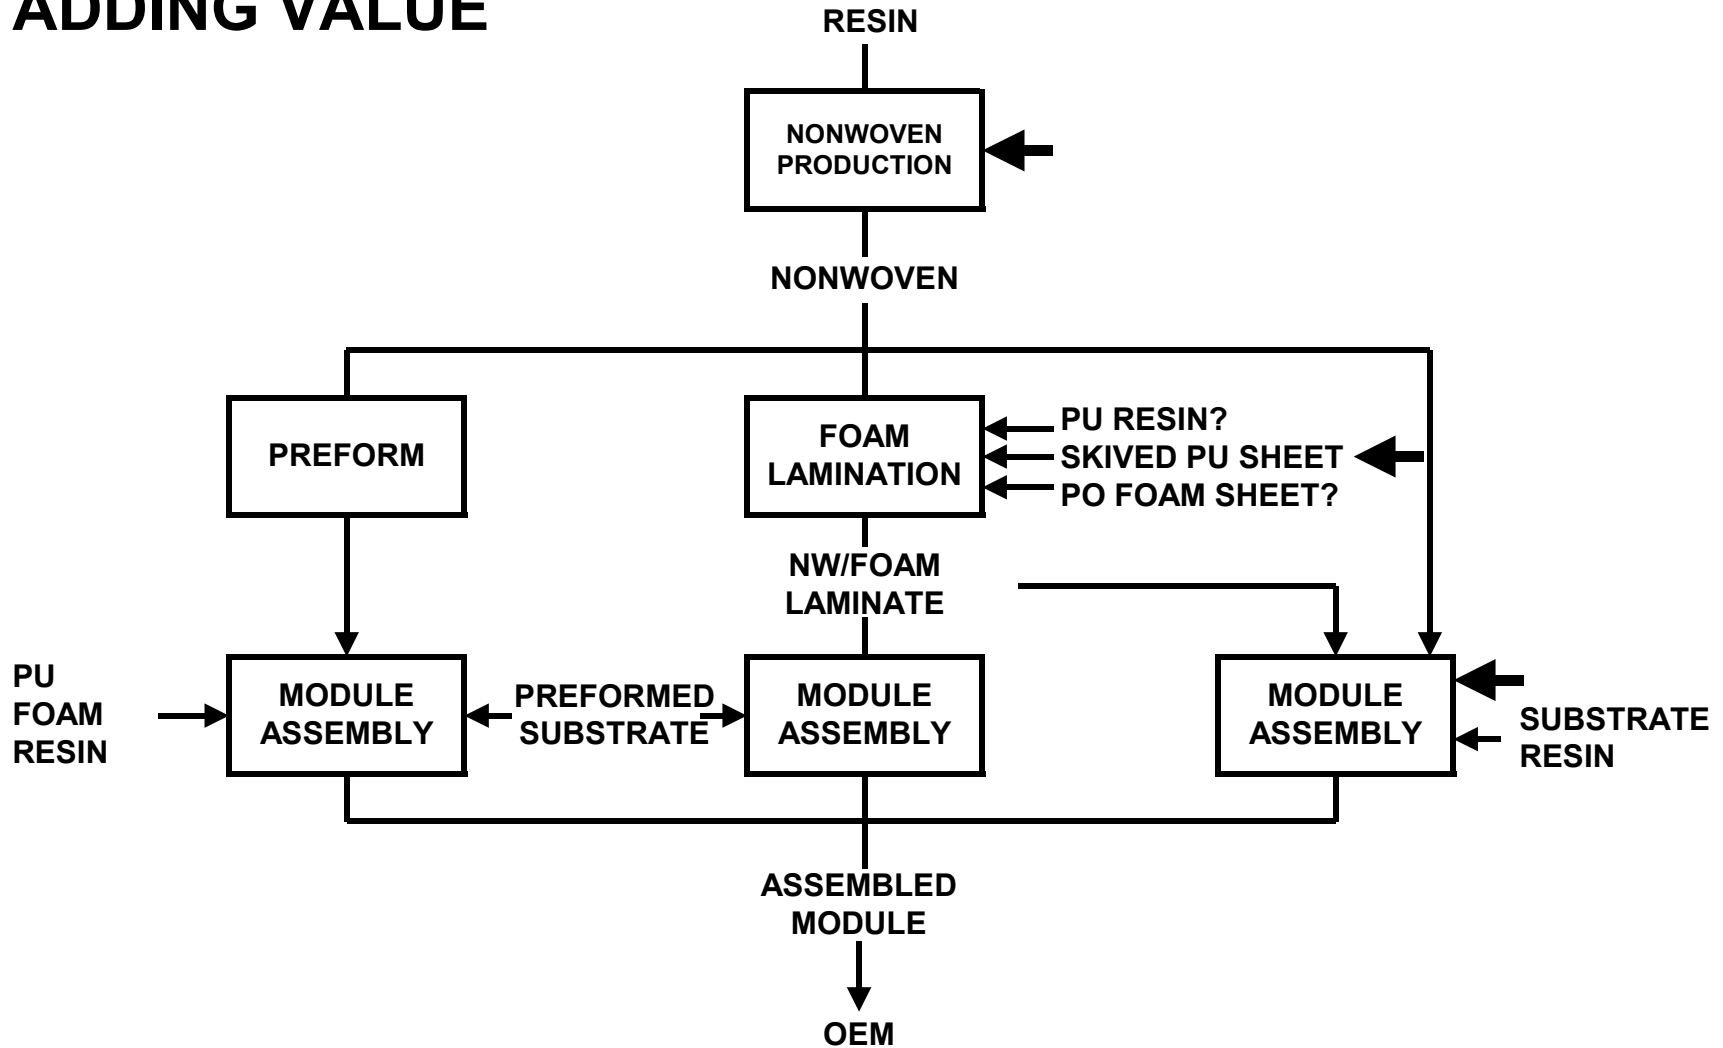 ADDING VALUE
RESIN
NONWOVEN
PRODUCTION
NONWOVEN
PREFORM
FOAM
LAMINATION
PU RESIN?
SKIVED PU SHEET
PO FOAM SHEET?
NW/FOAM
LAMINATE
PU
FOAM
RESIN
MODULE
ASSEMBLY
PREFORMED
SUBSTRATE
MODULE
ASSEMBLY
MODULE
ASSEMBLY
SUBSTRATE
RESIN
ASSEMBLED
MODULE
OEM